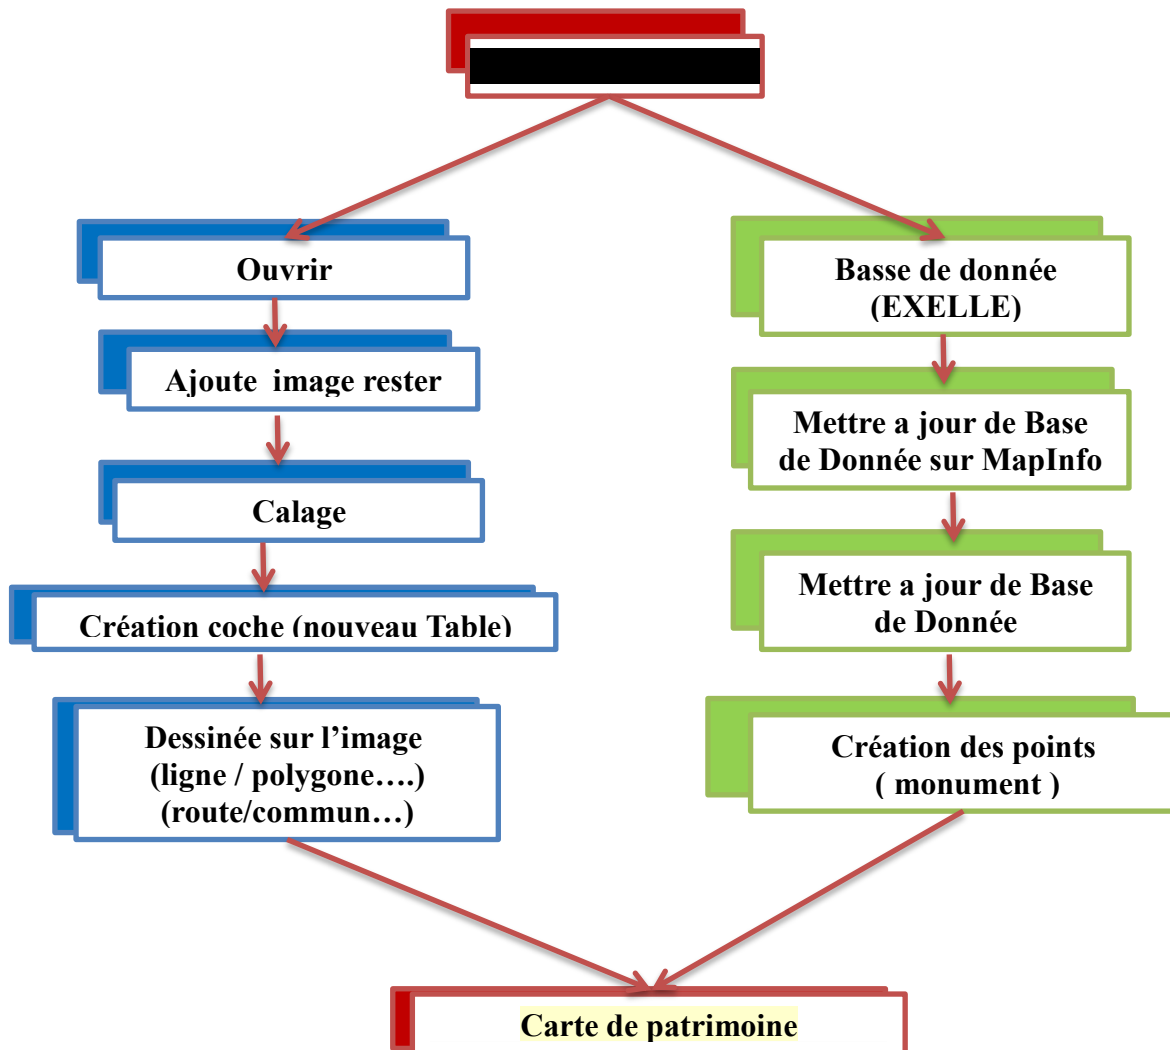 Ouvrir
Ajoute image rester
Calage
Création coche (nouveau Table)
Dessinée sur l’image
(ligne / polygone….)
(route/commun…)
Basse de donnée
(EXELLE)
Mettre a jour de Base
de Donnée sur MapInfo
Mettre a jour de Base
de Donnée
Création des points
( monument )
Carte de patrimoine